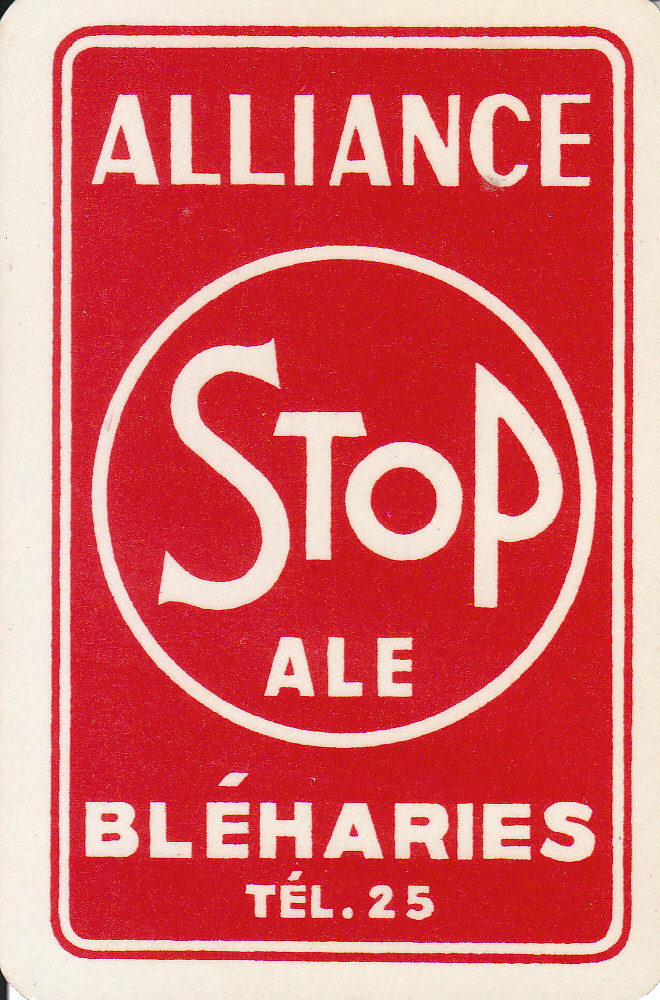 ALLIANCE
STOP
ALE
BLÉHARIES
TÉL. 25